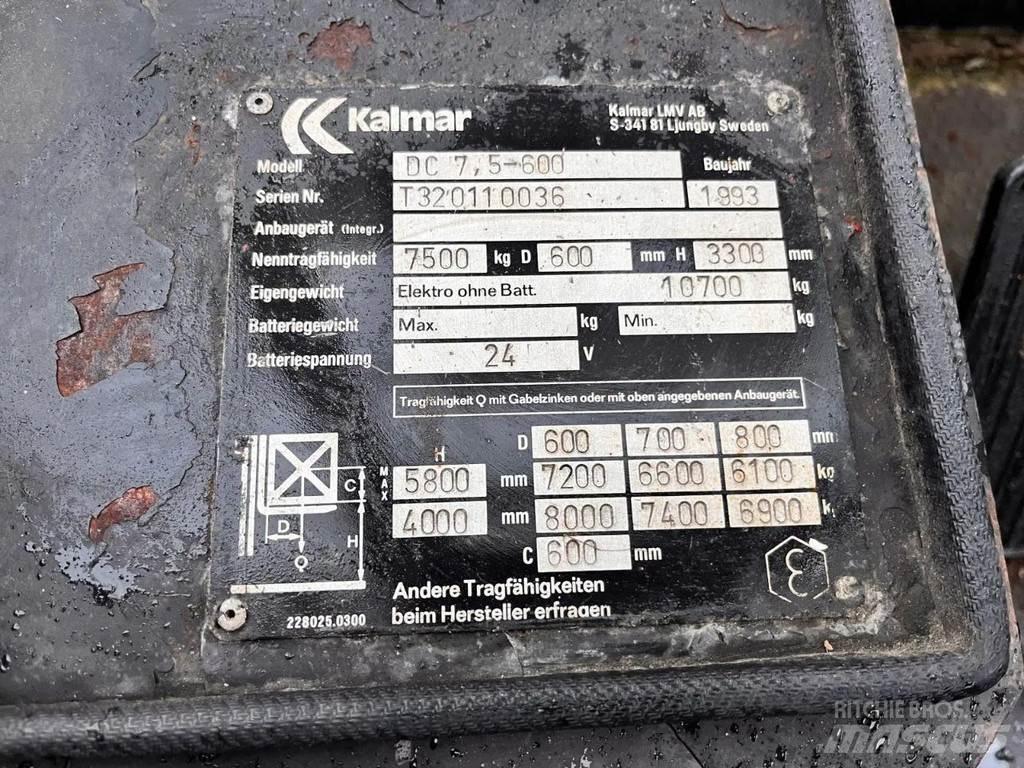 Kalmar
Kalmar LMV AB
S-341 81 Ljungby Sweden
Modell DC 7,5-600 Baujahr
Serien Nr. T320110036 1993
Anbaugerät (Integr.)
Nenntragfähigkeit 7500 kg D 600 mm H 3300 mm
Eigengewicht Elektro ohne Batt. 10700 kg
Batteriegewicht Max. kg Min. kg
Batteriespannung 24 V
Tragfähigkeit Q mit Gabelzinken oder mit oben angegebenen Anbaugerät.
H D 600 700 800 mm
MAX 5800 mm 7200 6600 6100 kg
4000 mm 8000 7400 6900 k
C 600 mm
C
D
H
Q
Andere Tragfähigkeiten
beim Hersteller erfragen
228025.0300
RITCHIE BROS.
mascus